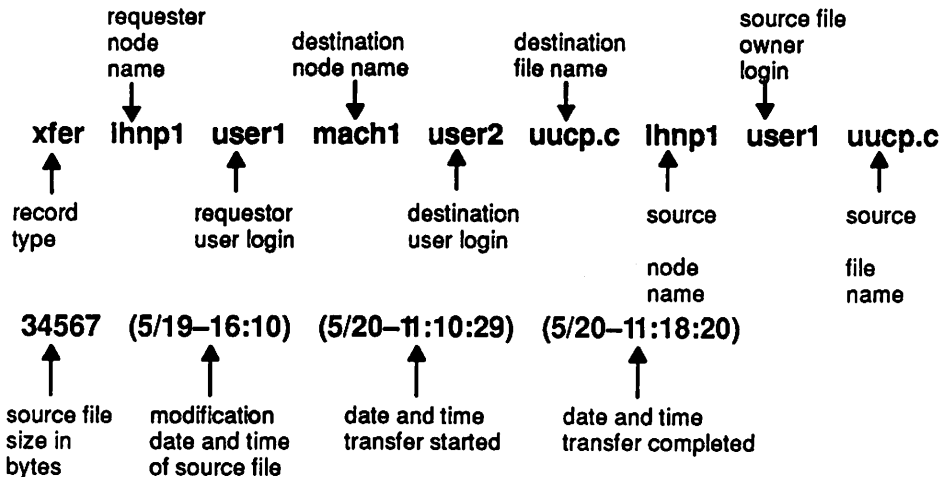 requester
node
name
destination
node name
destination
file name
source file
owner
login
xfer ihnp1 user1 mach1 user2 uucp.c ihnp1 user1 uucp.c
record
type
requestor
user login
destination
user login
source
node
name
source
file
name
34567 (5/19–16:10) (5/20–11:10:29) (5/20–11:18:20)
source file
size in
bytes
modification
date and time
of source file
date and time
transfer started
date and time
transfer completed